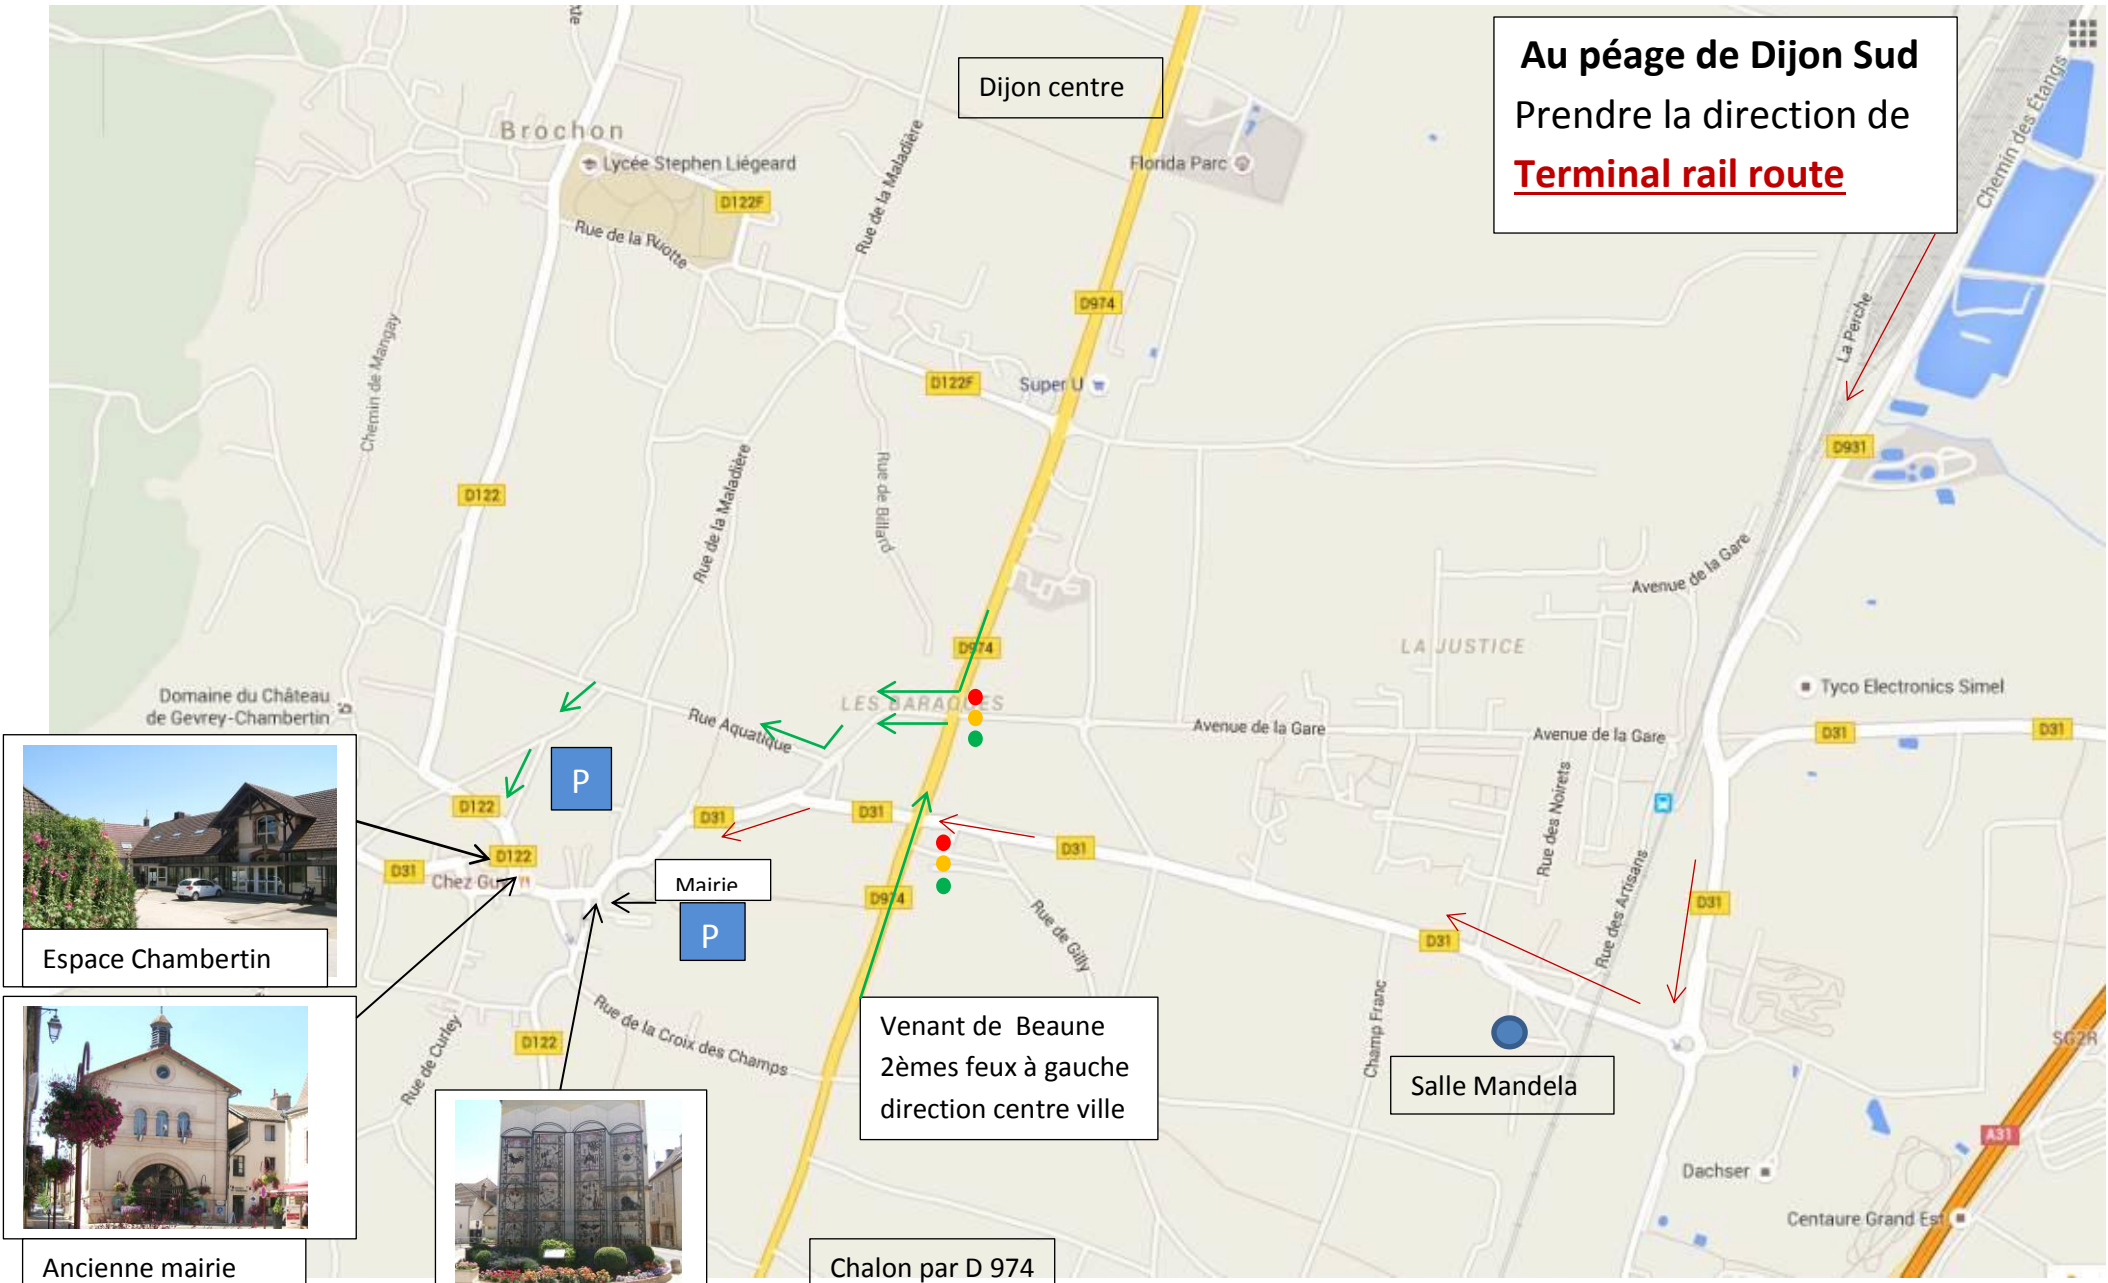 Au péage de Dijon Sud
Prendre la direction de
Terminal rail route
Dijon centre
Brochon
Lycée Stephen Liégeard
D122F
Rue de la Maladière
Florida Parc
Chemin des Étangs
Rue de la Ruotte
D974
La Perche
Chemin de Mangay
D122F
Super U
D931
D122
Rue de la Maladière
Rue de Billard
Avenue de la Gare
D974
LA JUSTICE
Domaine du Château
de Gevrey-Chambertin
LES BARAQUES
Tyco Electronics Simel
Rue Aquatique
Avenue de la Gare
Avenue de la Gare
D31
D31
P
D122
D31
D31
Rue des Noirets
D31
D122
D31
Chez Guy
Mairie
D974
D31
P
Rue de Gilly
D31
Rue des Artisans
Espace Chambertin
Rue de la Croix des Champs
Rue de Curley
D122
Venant de Beaune
2èmes feux à gauche
direction centre ville
Champ Franc
Salle Mandela
SG2R
A31
Dachser
Centaure Grand Est
Ancienne mairie
Chalon par D 974